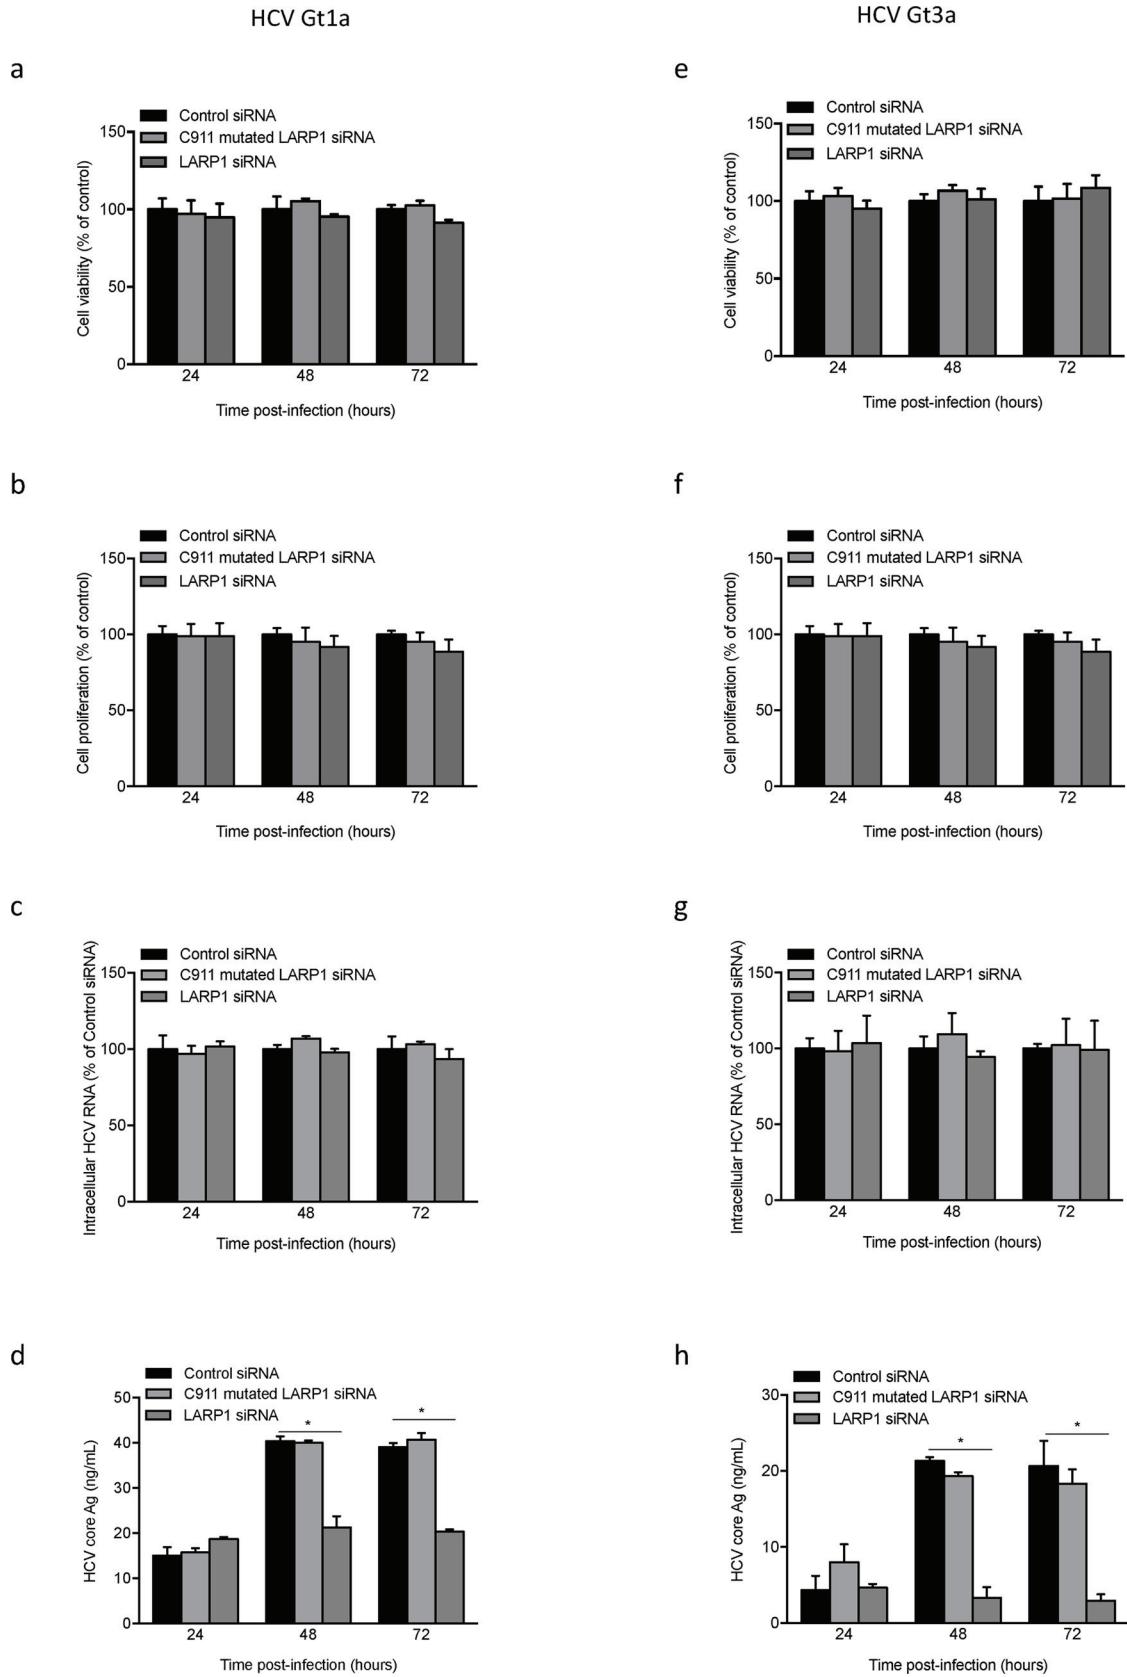 HCV Gt1a
HCV Gt3a
a
Control siRNA
C911 mutated LARP1 siRNA
LARP1 siRNA
150
100
50
0
Cell viability (% of control)
24 48 72
Time post-infection (hours)
e
Control siRNA
C911 mutated LARP1 siRNA
LARP1 siRNA
150
100
50
0
Cell viability (% of control)
24 48 72
Time post-infection (hours)
b
Control siRNA
C911 mutated LARP1 siRNA
LARP1 siRNA
150
100
50
0
Cell proliferation (% of control)
24 48 72
Time post-infection (hours)
f
Control siRNA
C911 mutated LARP1 siRNA
LARP1 siRNA
150
100
50
0
Cell proliferation (% of control)
24 48 72
Time post-infection (hours)
c
Control siRNA
C911 mutated LARP1 siRNA
LARP1 siRNA
150
100
50
0
Intracellular HCV RNA (% of Control siRNA)
24 48 72
Time post-infection (hours)
g
Control siRNA
C911 mutated LARP1 siRNA
LARP1 siRNA
150
100
50
0
Intracellular HCV RNA (% of Control siRNA)
24 48 72
Time post-infection (hours)
d
Control siRNA
C911 mutated LARP1 siRNA
LARP1 siRNA
50
40
30
20
10
0
HCV core Ag (ng/mL)
* *
24 48 72
Time post-infection (hours)
h
Control siRNA
C911 mutated LARP1 siRNA
LARP1 siRNA
30
20
10
0
HCV core Ag (ng/mL)
* *
24 48 72
Time post-infection (hours)